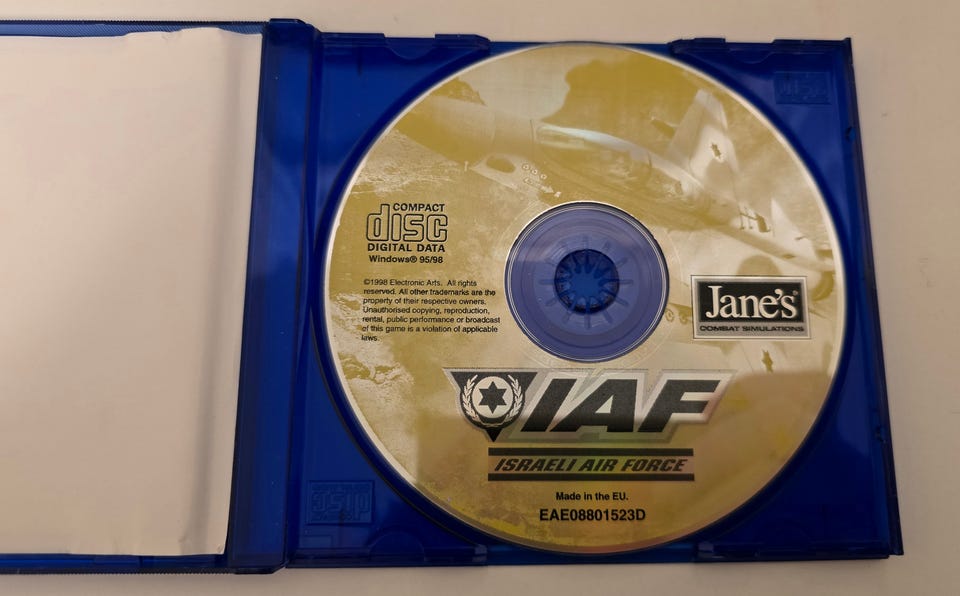 COMPACT
disc
DIGITAL DATA
Windows® 95/98
©1998 Electronic Arts. All rights
reserved. All other trademarks are the
property of their respective owners.
Unauthorised copying, reproduction,
rental, public performance or broadcast
of this game is a violation of applicable
laws.
Jane's®
COMBAT SIMULATIONS
IAF
ISRAELI AIR FORCE
Made in the EU.
EAE08801523D
disc
disc